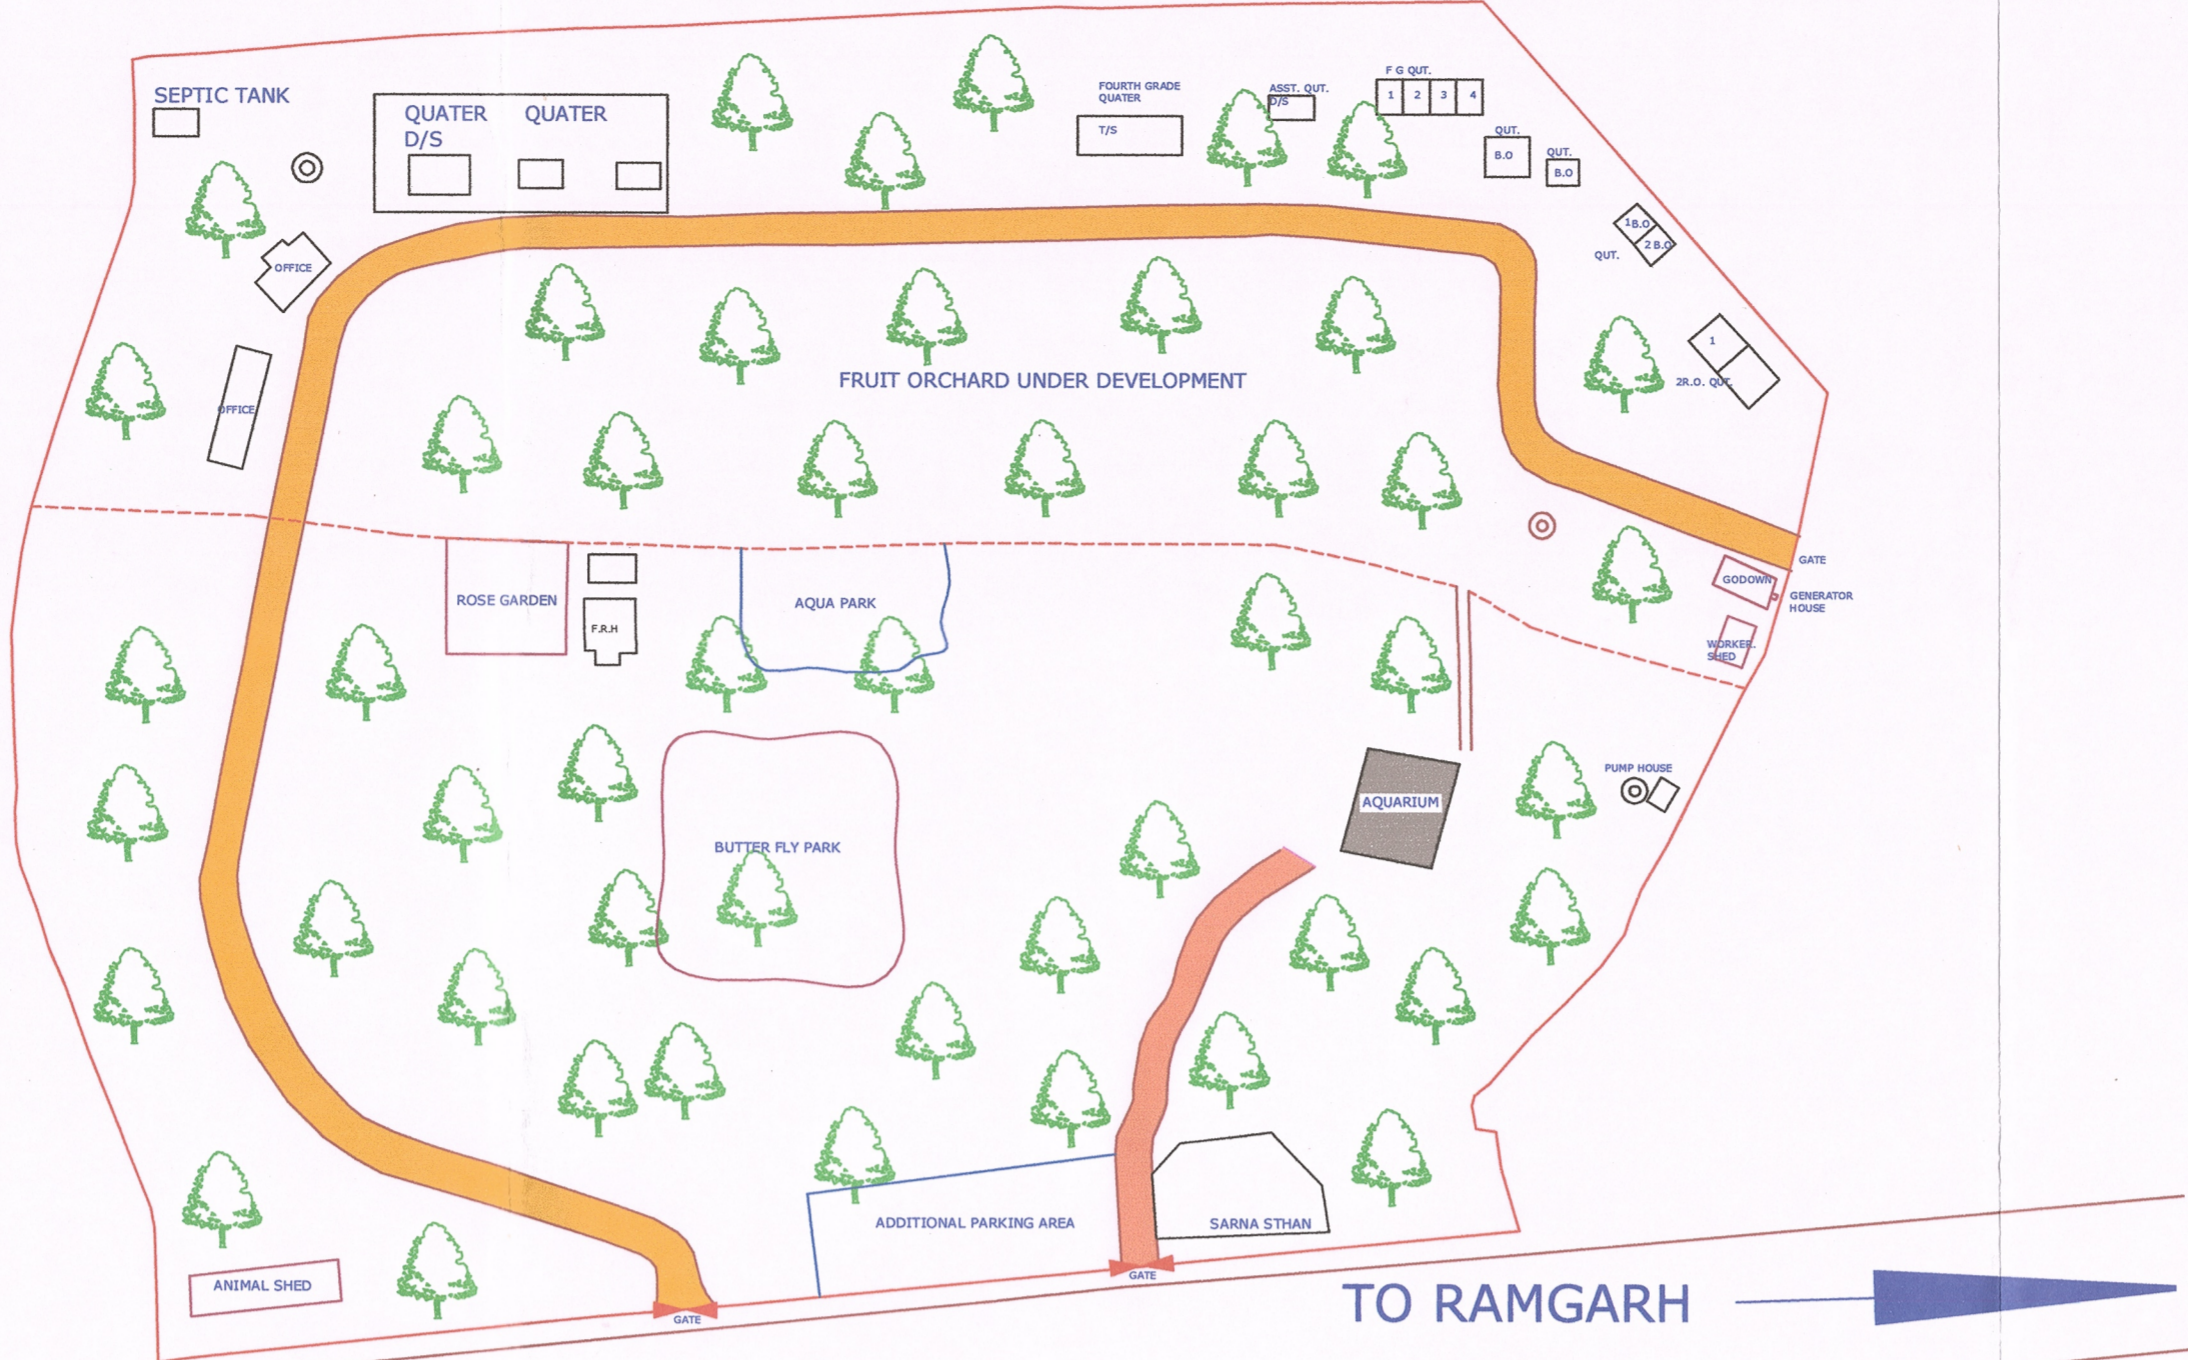 SEPTIC TANK
QUATER
D/S
QUATER
FOURTH GRADE
QUATER
T/S
ASST. QUT.
D/S
F G QUT.
1 2 3 4
QUT.
B.O
QUT.
B.O
1B.O
2 B.O
QUT.
OFFICE
1
2R.O. QUT.
OFFICE
FRUIT ORCHARD UNDER DEVELOPMENT
GATE
GODOWN
GENERATOR
HOUSE
WORKER.
SHED
ROSE GARDEN
F.R.H
AQUA PARK
PUMP HOUSE
AQUARIUM
BUTTER FLY PARK
ADDITIONAL PARKING AREA
SARNA STHAN
ANIMAL SHED
GATE
GATE
TO RAMGARH